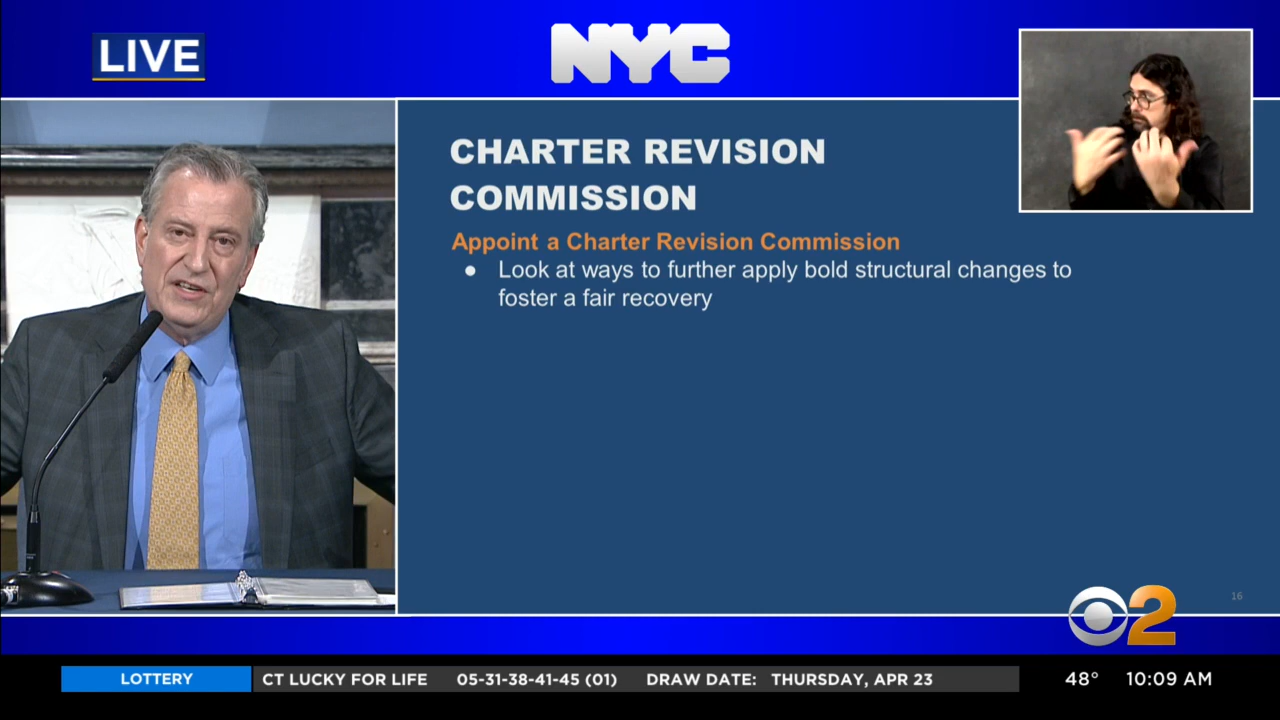 LIVE
NYC
CHARTER REVISION
COMMISSION
Appoint a Charter Revision Commission
● Look at ways to further apply bold structural changes to
foster a fair recovery
16
2
LOTTERY CT LUCKY FOR LIFE 05-31-38-41-45 (01) DRAW DATE: THURSDAY, APR 23 48° 10:09 AM